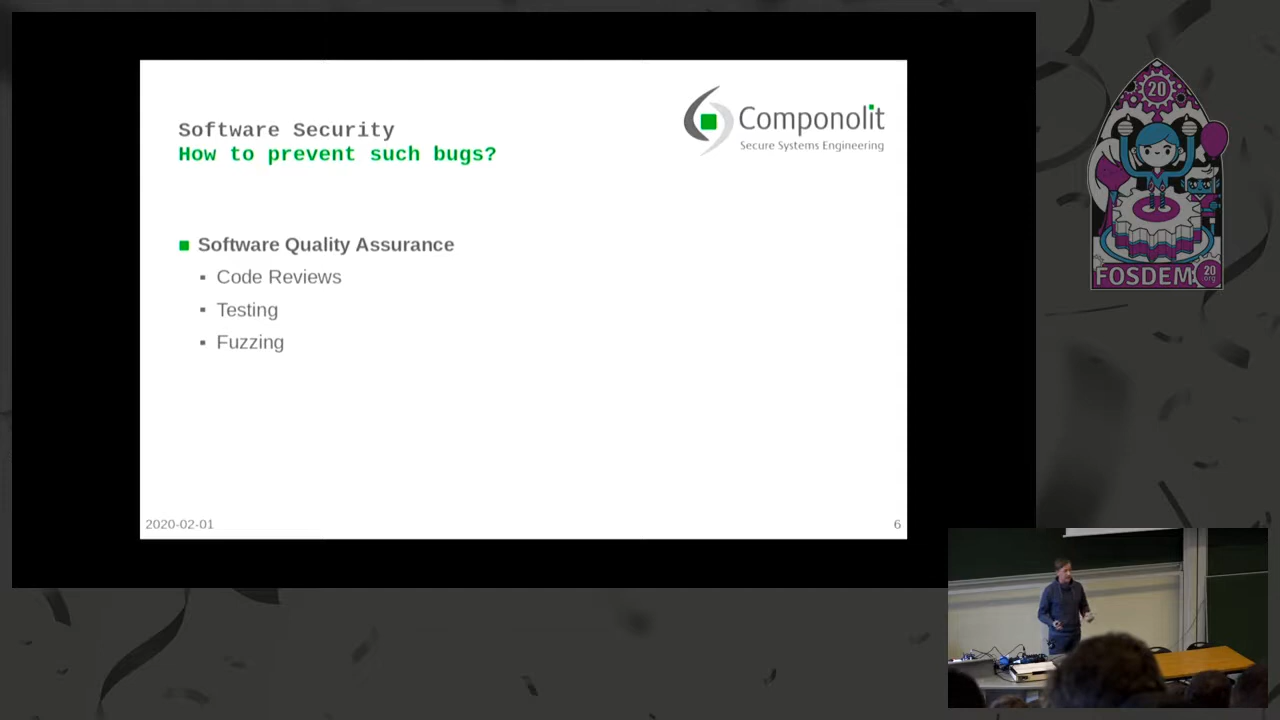 Software Security
How to prevent such bugs?
Componolit
Secure Systems Engineering
Software Quality Assurance
Code Reviews
Testing
Fuzzing
2020-02-01
6
20
FOSDEM
20
org